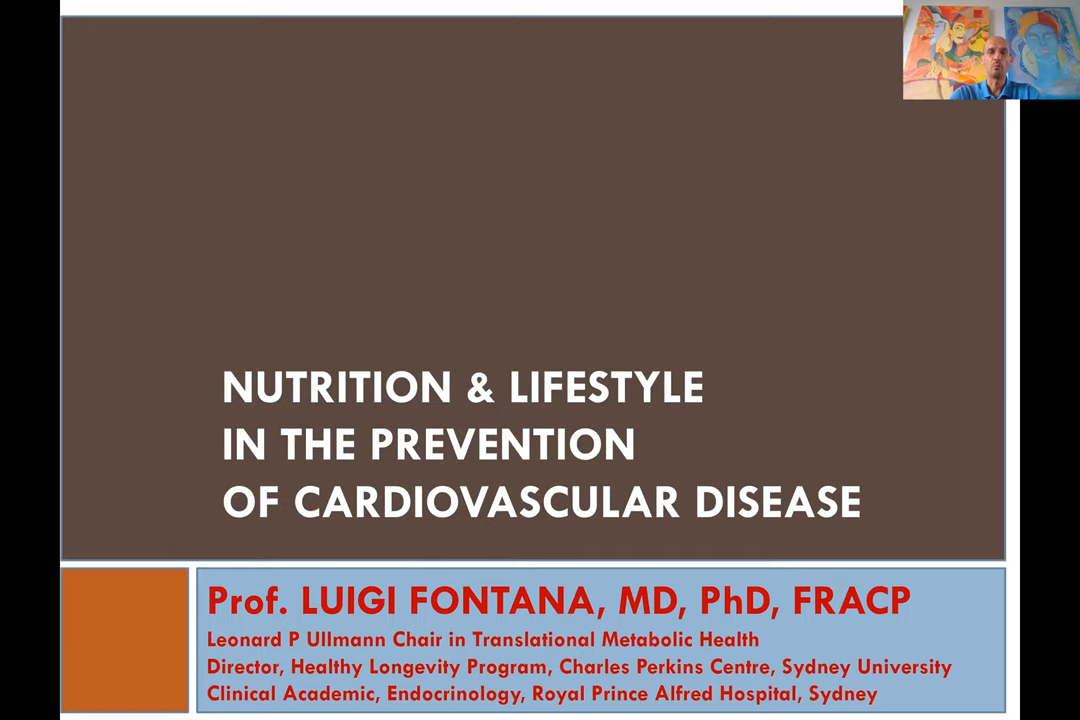 NUTRITION & LIFESTYLE
IN THE PREVENTION
OF CARDIOVASCULAR DISEASE
Prof. LUIGI FONTANA, MD, PhD, FRACP
Leonard P Ullmann Chair in Translational Metabolic Health
Director, Healthy Longevity Program, Charles Perkins Centre, Sydney University
Clinical Academic, Endocrinology, Royal Prince Alfred Hospital, Sydney